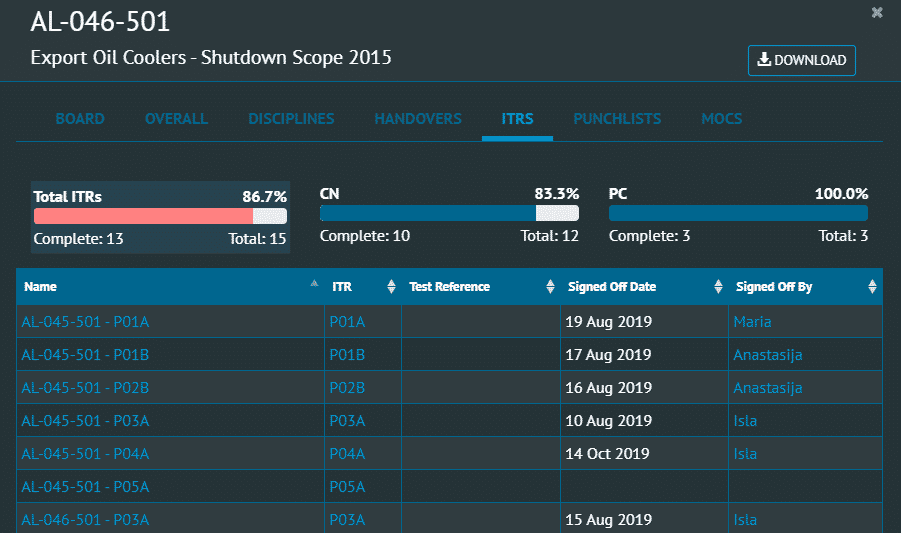 AL-046-501
Export Oil Coolers - Shutdown Scope 2015
DOWNLOAD
BOARD OVERALL DISCIPLINES HANDOVERS ITRS PUNCHLISTS MOCS
Total ITRs 86.7% CN 83.3% PC 100.0%
Complete: 13 Total: 15 Complete: 10 Total: 12 Complete: 3 Total: 3
Name ITR Test Reference Signed Off Date Signed Off By
AL-045-501 - P01A P01A 19 Aug 2019 Maria
AL-045-501 - P01B P01B 17 Aug 2019 Anastasija
AL-045-501 - P02B P02B 16 Aug 2019 Anastasija
AL-045-501 - P03A P03A 10 Aug 2019 Isla
AL-045-501 - P04A P04A 14 Oct 2019 Isla
AL-045-501 - P05A P05A
AL-046-501 - P03A P03A 15 Aug 2019 Isla